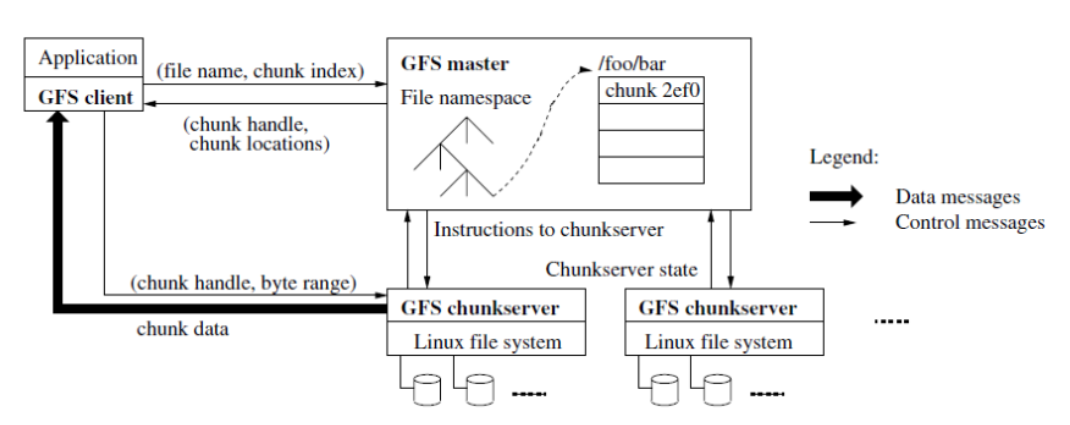 Application
GFS client
(file name, chunk index)
(chunk handle,
chunk locations)
GFS master
File namespace
/foo/bar
chunk 2ef0
Legend:
Data messages
Control messages
Instructions to chunkserver
Chunkserver state
(chunk handle, byte range)
chunk data
GFS chunkserver
Linux file system
GFS chunkserver
Linux file system